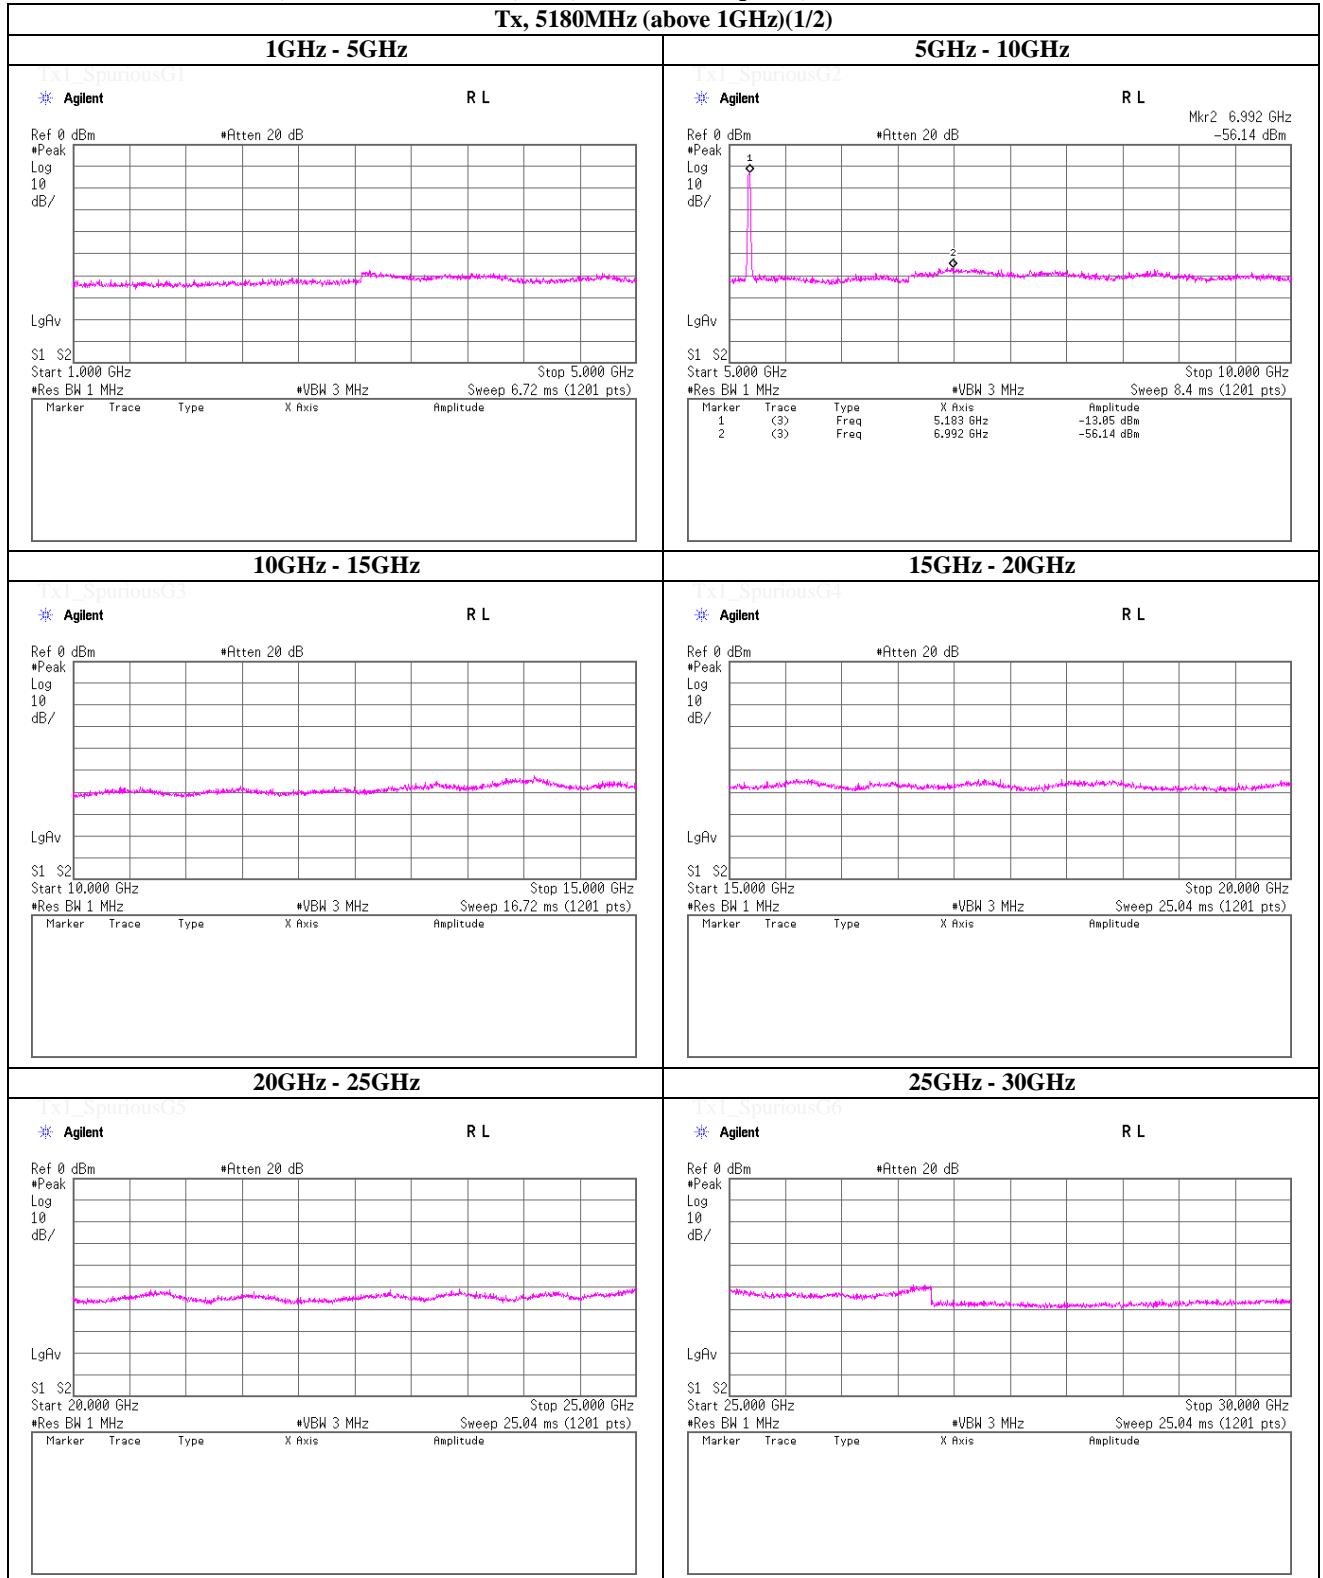 Tx, 5180MHz (above 1GHz)(1/2)
1GHz - 5GHz
Tx1_SpuriousG1
Agilent R L
Ref 0 dBm #Atten 20 dB
#Peak
Log
10
dB/
LgAv
S1 S2
Start 1.000 GHz Stop 5.000 GHz
#Res BW 1 MHz #VBW 3 MHz Sweep 6.72 ms (1201 pts)
Marker Trace Type X Axis Amplitude
5GHz - 10GHz
Tx1_SpuriousG2
Agilent R L
Mkr2 6.992 GHz
Ref 0 dBm #Atten 20 dB -56.14 dBm
#Peak
Log
10
dB/
1
2
LgAv
S1 S2
Start 5.000 GHz Stop 10.000 GHz
#Res BW 1 MHz #VBW 3 MHz Sweep 8.4 ms (1201 pts)
Marker Trace Type X Axis Amplitude
1 (3) Freq 5.183 GHz -13.05 dBm
2 (3) Freq 6.992 GHz -56.14 dBm
10GHz - 15GHz
Tx1_SpuriousG3
Agilent R L
Ref 0 dBm #Atten 20 dB
#Peak
Log
10
dB/
LgAv
S1 S2
Start 10.000 GHz Stop 15.000 GHz
#Res BW 1 MHz #VBW 3 MHz Sweep 16.72 ms (1201 pts)
Marker Trace Type X Axis Amplitude
15GHz - 20GHz
Tx1_SpuriousG4
Agilent R L
Ref 0 dBm #Atten 20 dB
#Peak
Log
10
dB/
LgAv
S1 S2
Start 15.000 GHz Stop 20.000 GHz
#Res BW 1 MHz #VBW 3 MHz Sweep 25.04 ms (1201 pts)
Marker Trace Type X Axis Amplitude
20GHz - 25GHz
Tx1_SpuriousG5
Agilent R L
Ref 0 dBm #Atten 20 dB
#Peak
Log
10
dB/
LgAv
S1 S2
Start 20.000 GHz Stop 25.000 GHz
#Res BW 1 MHz #VBW 3 MHz Sweep 25.04 ms (1201 pts)
Marker Trace Type X Axis Amplitude
25GHz - 30GHz
Tx1_SpuriousG6
Agilent R L
Ref 0 dBm #Atten 20 dB
#Peak
Log
10
dB/
LgAv
S1 S2
Start 25.000 GHz Stop 30.000 GHz
#Res BW 1 MHz #VBW 3 MHz Sweep 25.04 ms (1201 pts)
Marker Trace Type X Axis Amplitude